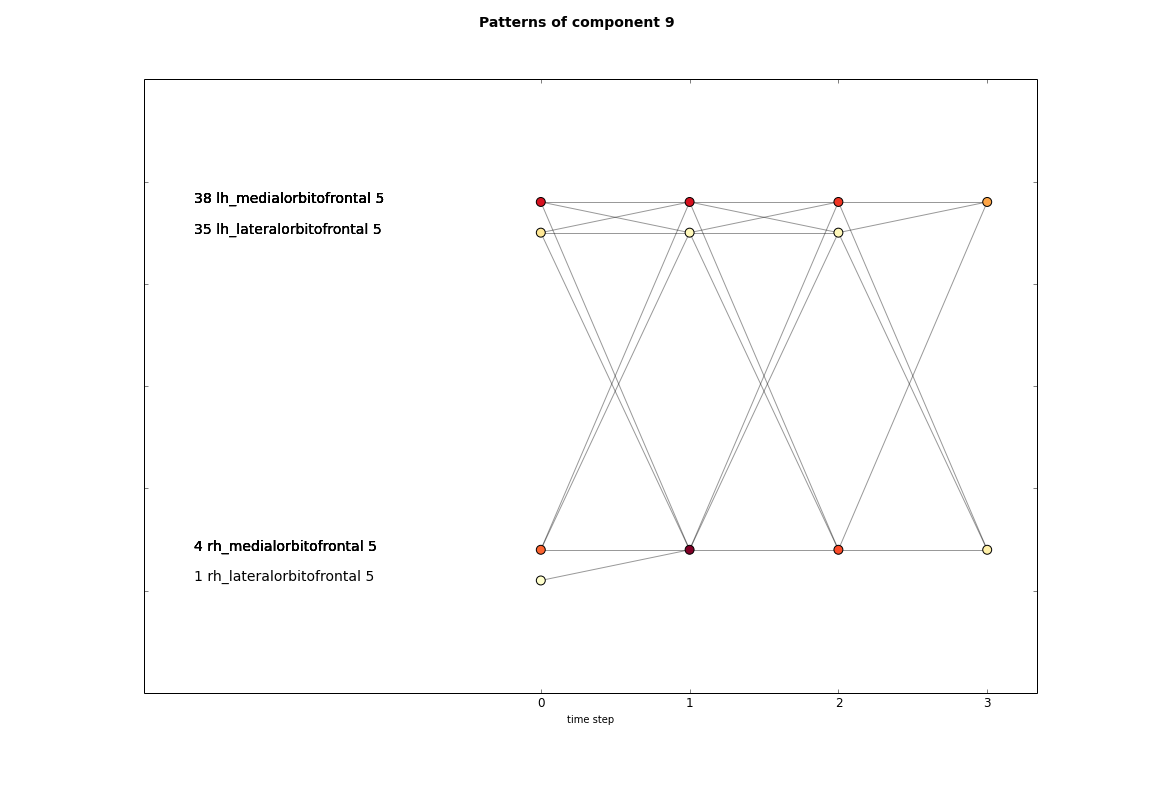 Patterns of component 9
38 lh_medialorbitofrontal 5
35 lh_lateralorbitofrontal 5
4 rh_medialorbitofrontal 5
1 rh_lateralorbitofrontal 5
0 1 2 3
time step